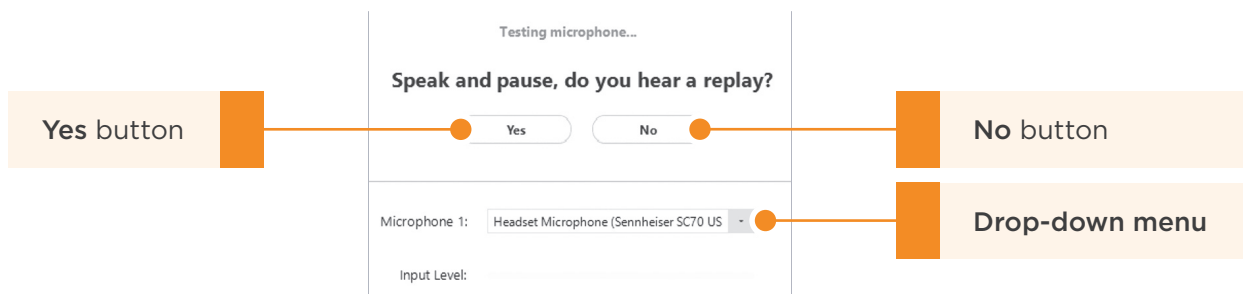 Testing microphone...
Speak and pause, do you hear a replay?
Yes button
Yes
No
No button
Microphone 1:
Headset Microphone (Sennheiser SC70 US
Drop-down menu
Input Level: